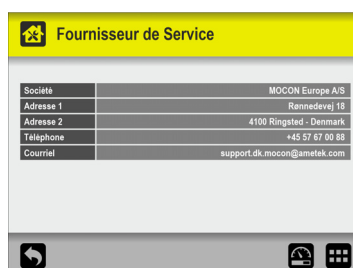 Fournisseur de Service
Société MOCON Europe A/S
Adresse 1 Rønnedevej 18
Adresse 2 4100 Ringsted - Denmark
Téléphone +45 57 67 00 88
Courriel support.dk.mocon@ametek.com